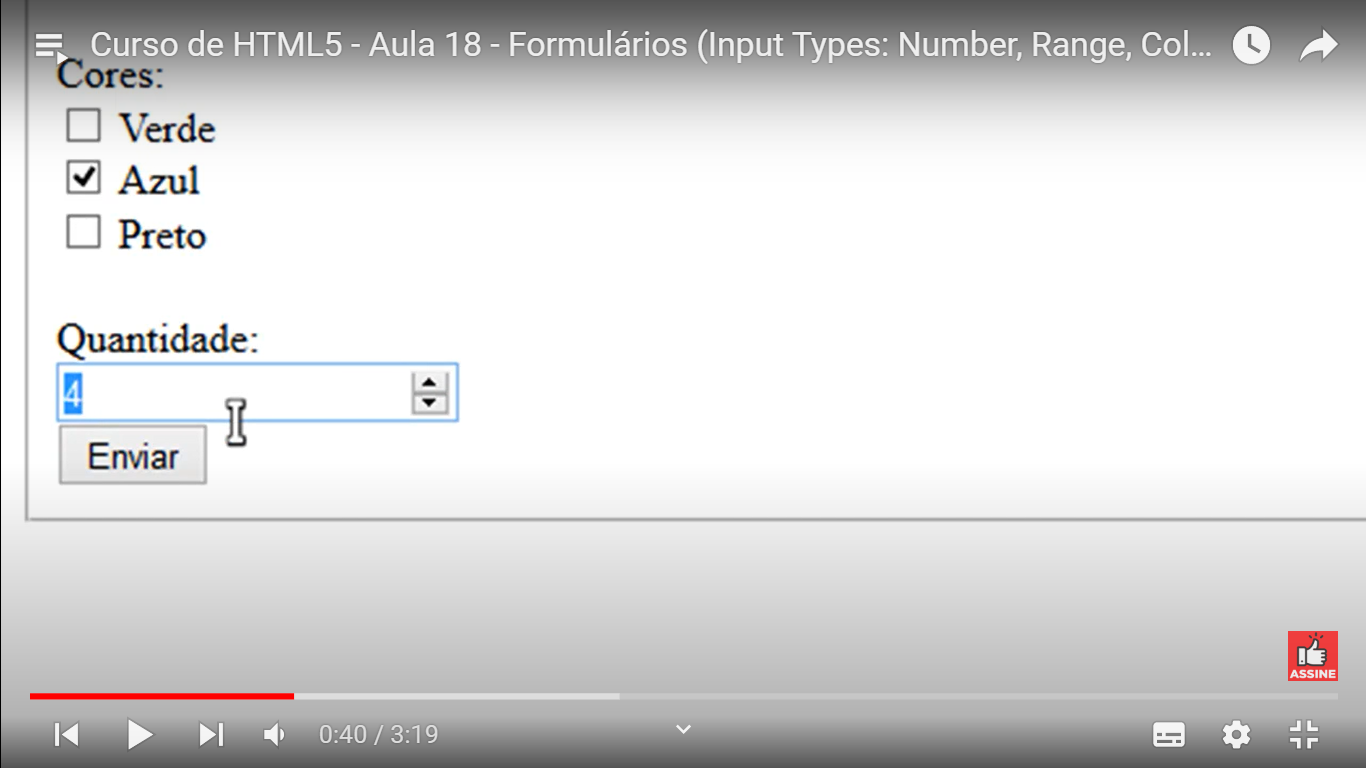 Curso de HTML5 - Aula 18 - Formulários (Input Types: Number, Range, Col...
Cores:
Verde
Azul
Preto
Quantidade:
4
Enviar
ASSINE
0:40 / 3:19